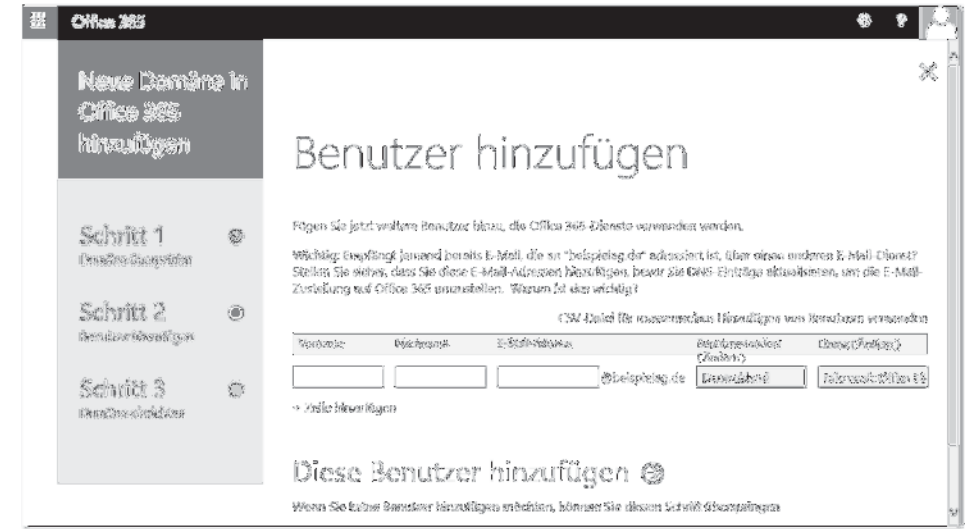 Office 365
?
Neue Domäne in
Office 365
hinzufügen
Schritt 1
Schritt 2
Benutzer hinzufügen
Schritt 3
Benutzer hinzufügen
Fügen Sie jetzt weitere Benutzer hinzu, die Office 365-Dienste verwenden werden.
Wichtig: Empfängt jemand bereits E-Mail, die an "beispielag.de" adressiert ist, über einen anderen E-Mail-Dienst?
Stellen Sie sicher, dass Sie diese E-Mail-Adressen hinzufügen, bevor Sie DNS-Einträge aktualisieren, um die E-Mail-
Zustellung auf Office 365 umzustellen. Warum ist das wichtig?
CSV-Datei für massenweises Hinzufügen von Benutzern verwenden
Vorname Nachname
@beispielag.de
+ Zeile hinzufügen
Diese Benutzer hinzufügen
Wenn Sie keine Benutzer hinzufügen möchten, können Sie diesen Schritt überspringen